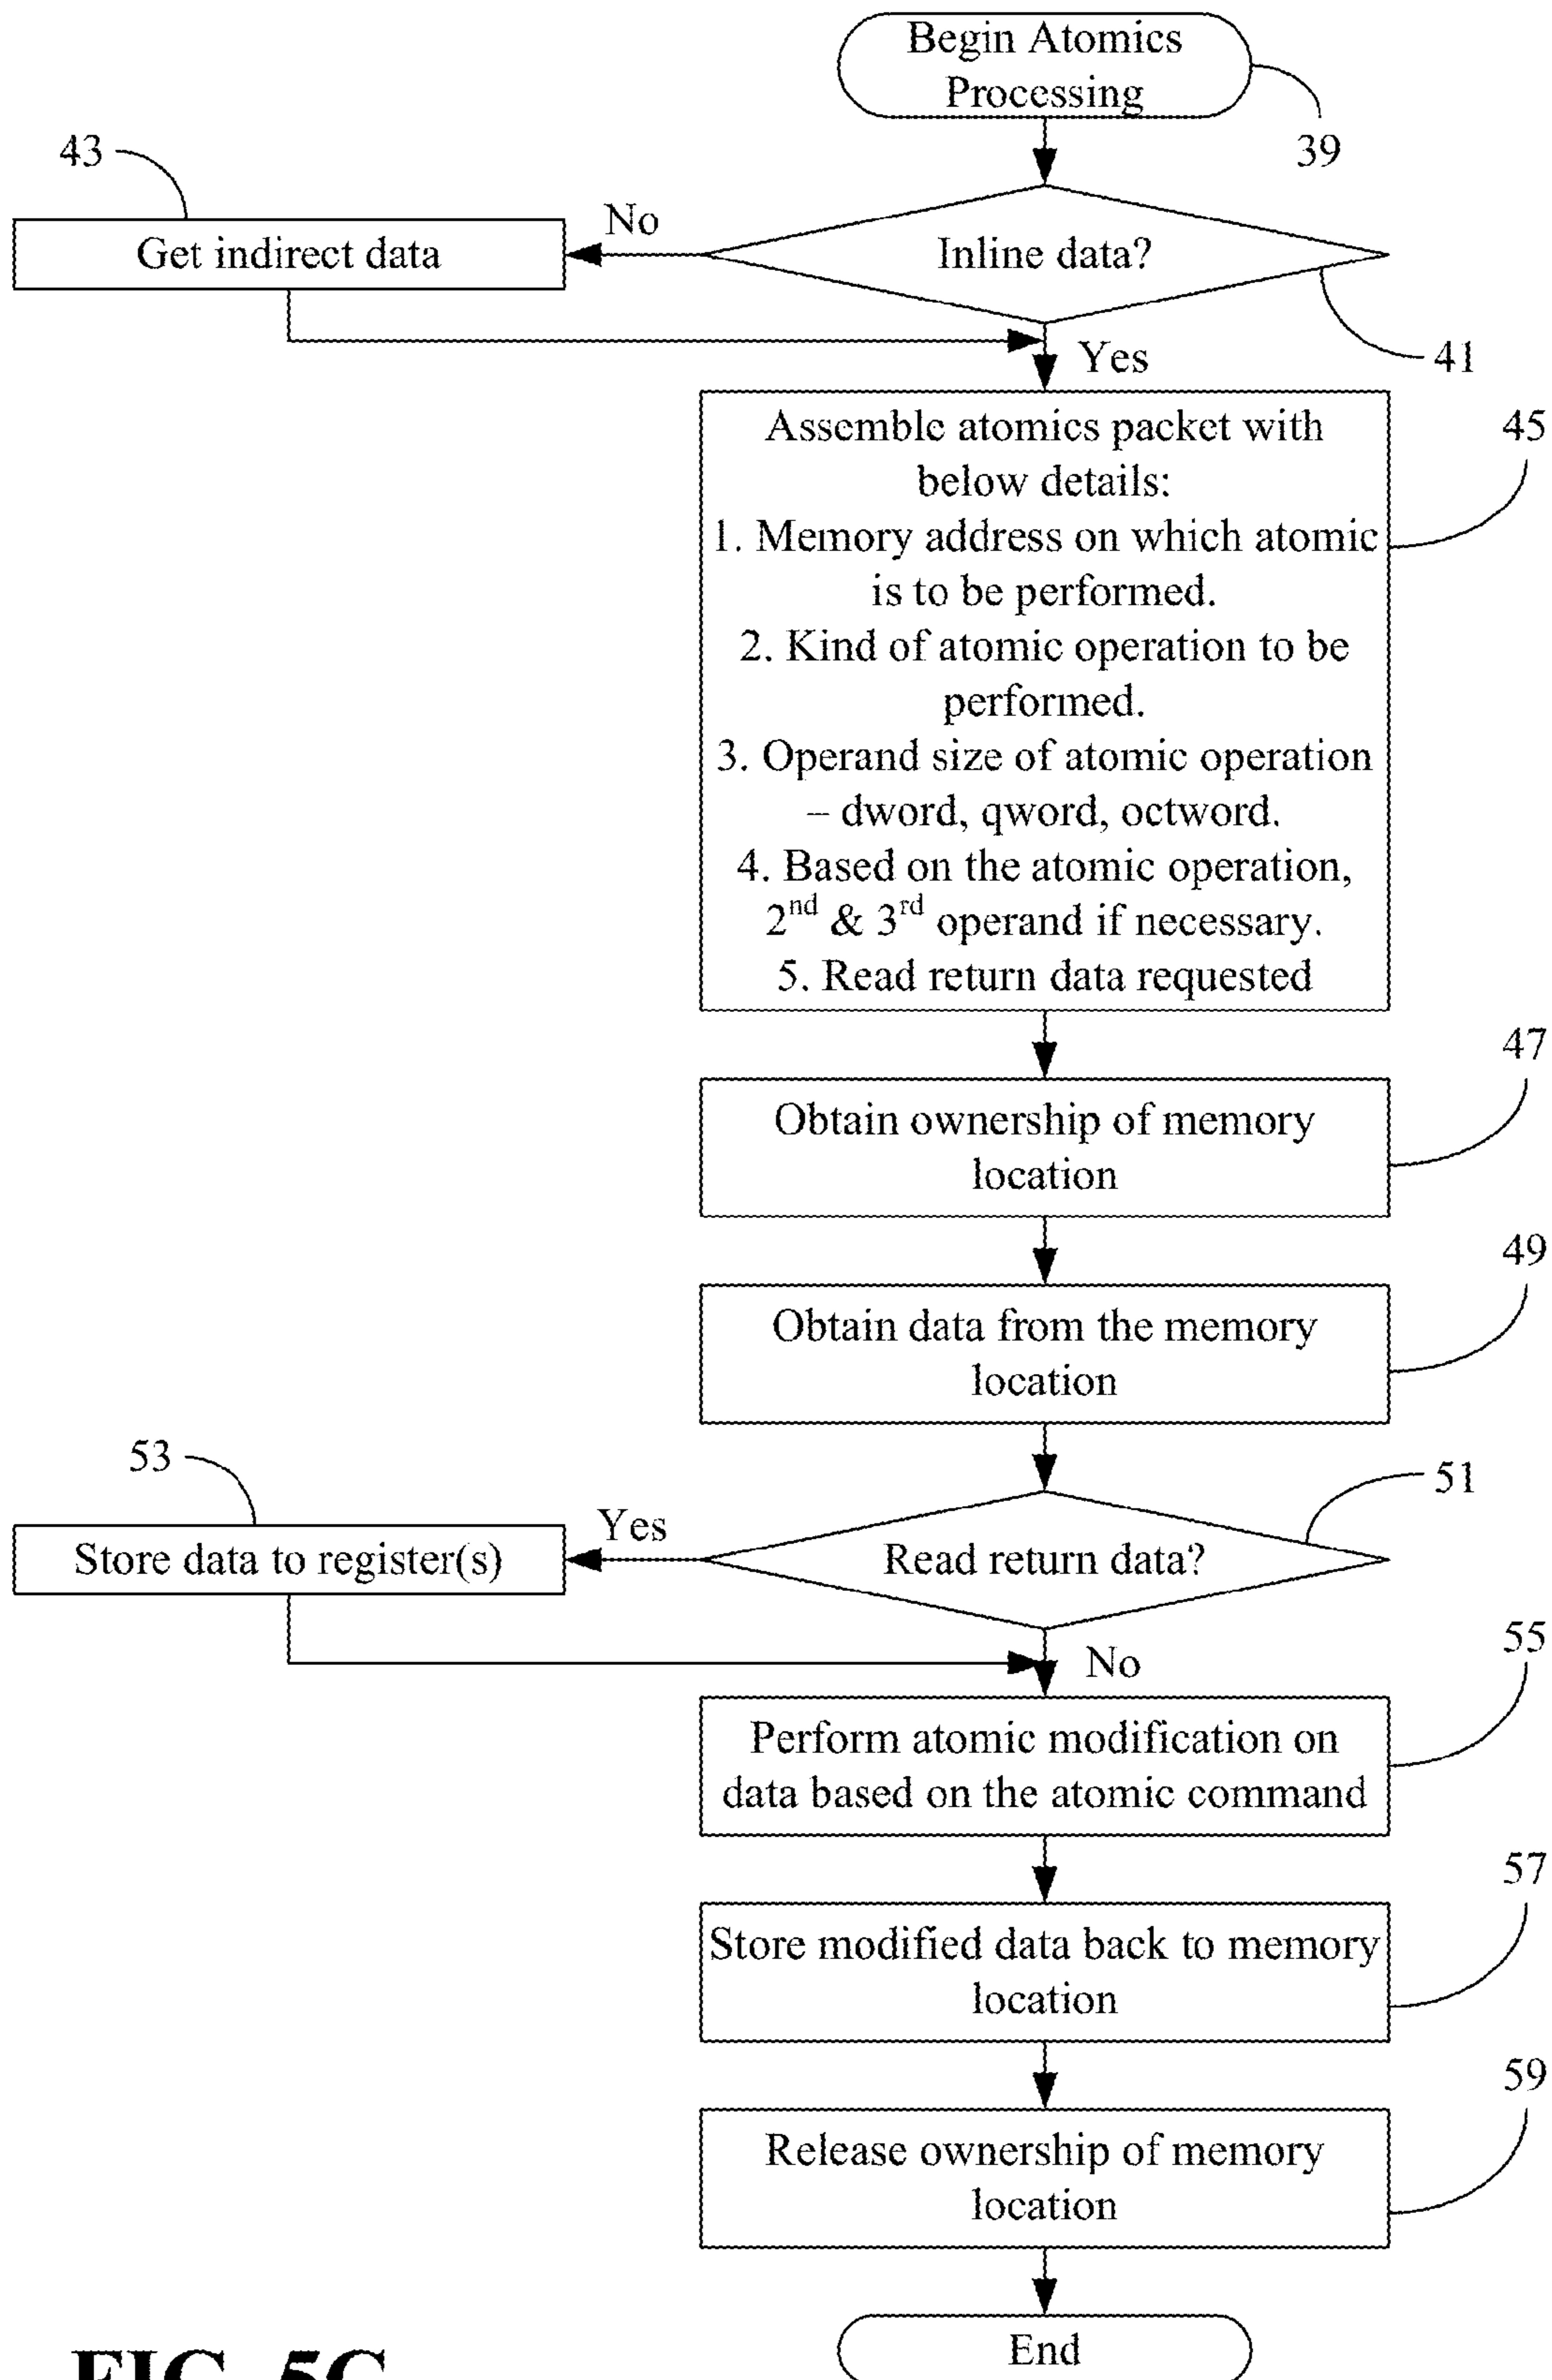 Begin Atomics
Processing
39
43
No
Get indirect data
Inline data?
Yes
41
Assemble atomics packet with
below details:
1. Memory address on which atomic
is to be performed.
2. Kind of atomic operation to be
performed.
3. Operand size of atomic operation
– dword, qword, octword.
4. Based on the atomic operation,
2nd & 3rd operand if necessary.
5. Read return data requested
45
47
Obtain ownership of memory
location
49
Obtain data from the memory
location
53
51
Yes
Store data to register(s)
Read return data?
No
55
Perform atomic modification on
data based on the atomic command
57
Store modified data back to memory
location
59
Release ownership of memory
location
End
FIG. 5C